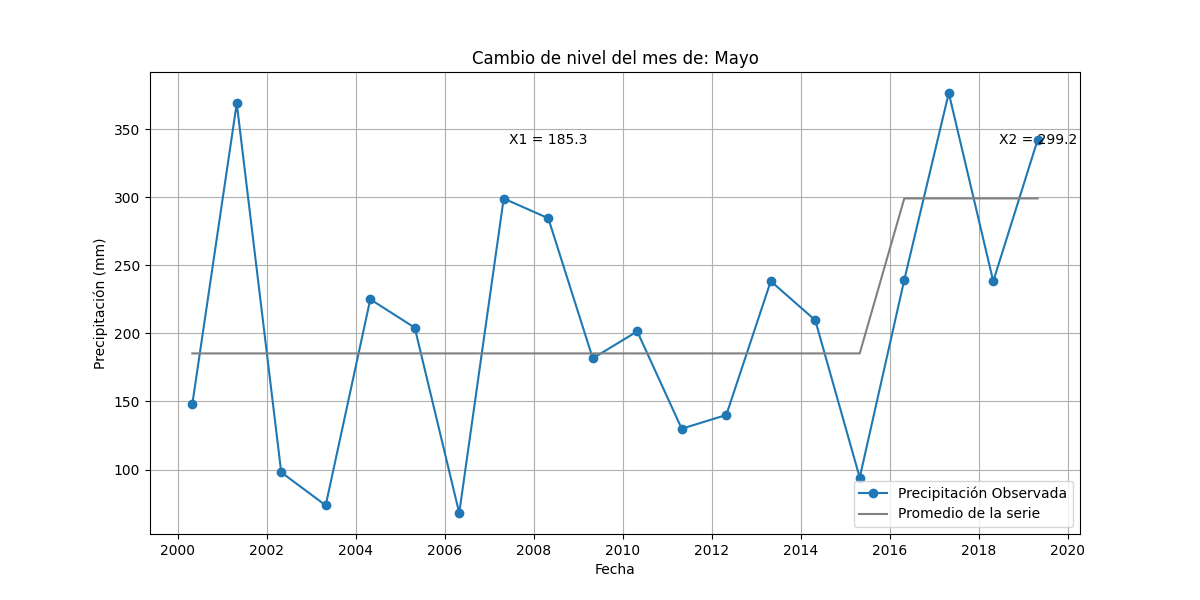 Cambio de nivel del mes de: Mayo
Precipitación (mm)
350
300
250
200
150
100
X1 = 185.3
X2 = 299.2
Precipitación Observada
Promedio de la serie
2000 2002 2004 2006 2008 2010 2012 2014 2016 2018 2020
Fecha